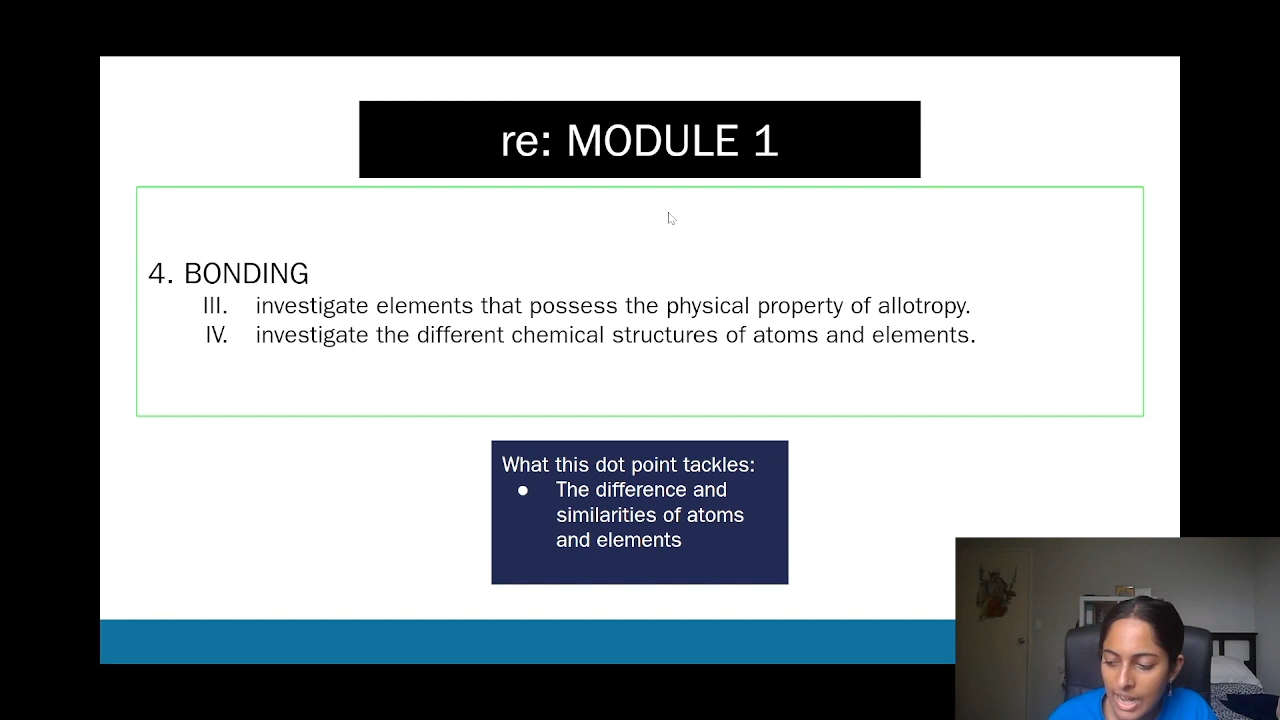 re: MODULE 1
4. BONDING
III. investigate elements that possess the physical property of allotropy.
IV. investigate the different chemical structures of atoms and elements.
What this dot point tackles:
● The difference and
similarities of atoms
and elements